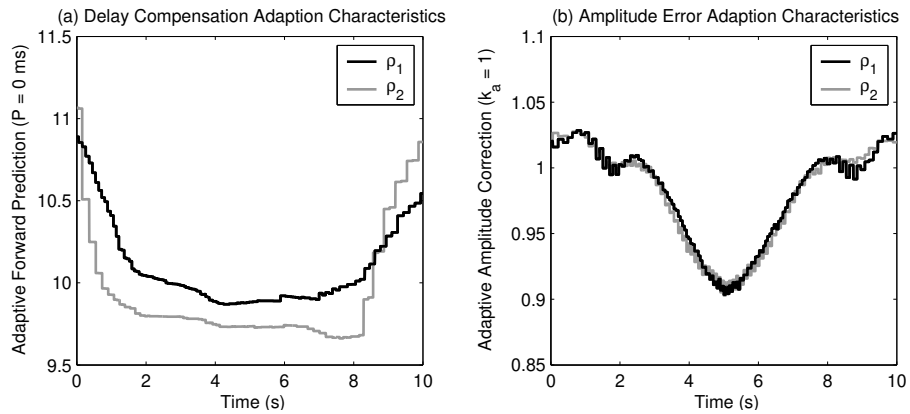 (a) Delay Compensation Adaption Characteristics
11.5
11
10.5
10
9.5
0 2 4 6 8 10
Time (s)
Adaptive Forward Prediction (P = 0 ms)
ρ1
ρ2
(b) Amplitude Error Adaption Characteristics
1.1
1.05
1
0.95
0.9
0.85
0 2 4 6 8 10
Time (s)
Adaptive Amplitude Correction (ka = 1)
ρ1
ρ2